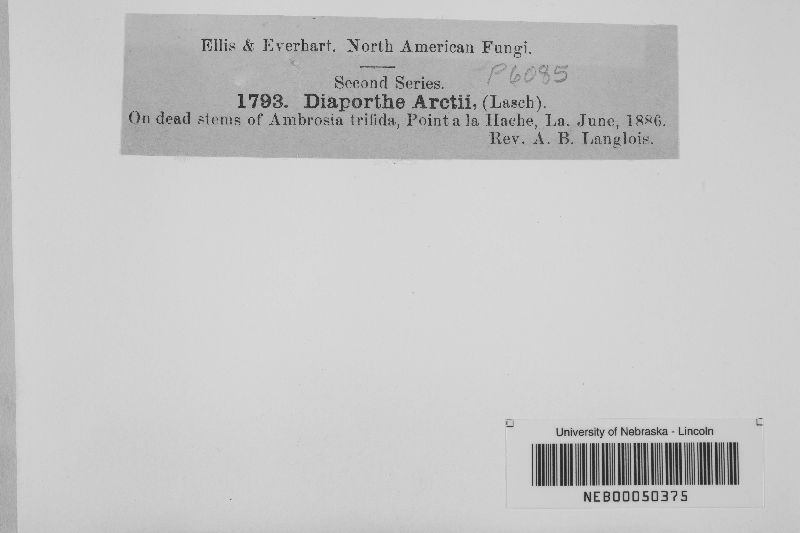 Ellis & Everhart. North American Fungi.
Second Series.
P6085
1793. Diaporthe Arctii, (Lasch).
On dead stems of Ambrosia trifida, Point a la Hache, La. June, 1886.
Rev. A. B. Langlois.
University of Nebraska - Lincoln
NEB00050375